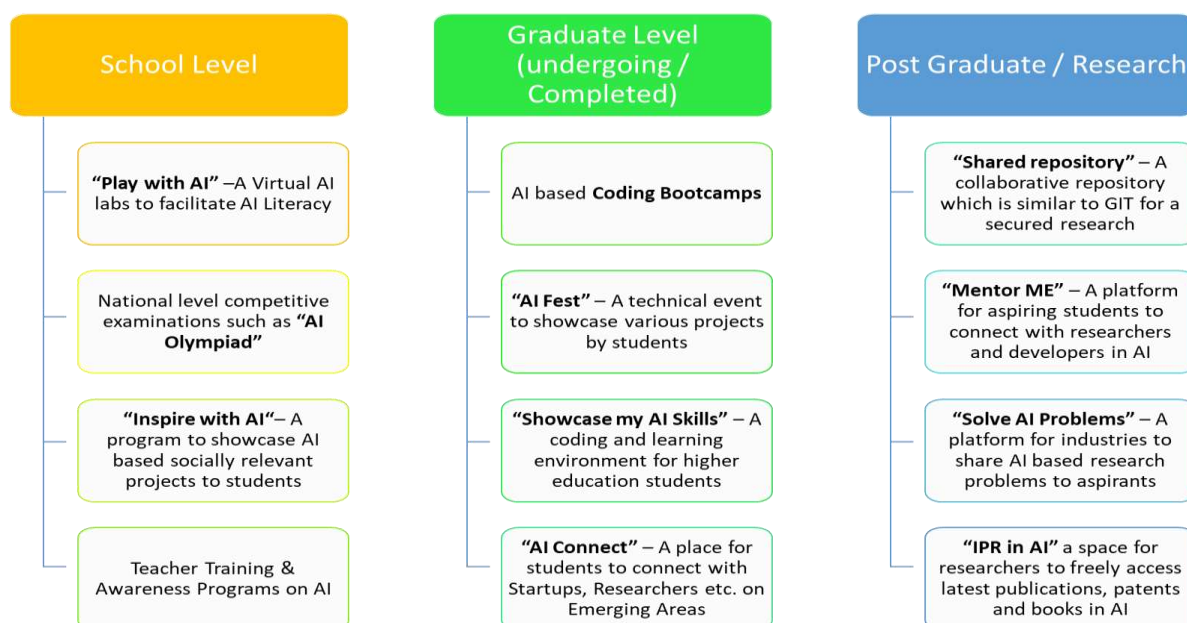 School Level
“Play with AI” –A Virtual AI
labs to facilitate AI Literacy
National level competitive
examinations such as “AI
Olympiad”
“Inspire with AI“– A
program to showcase AI
based socially relevant
projects to students
Teacher Training &
Awareness Programs on AI
Graduate Level
(undergoing /
Completed)
AI based Coding Bootcamps
“AI Fest” – A technical event
to showcase various projects
by students
“Showcase my AI Skills” – A
coding and learning
environment for higher
education students
“AI Connect” – A place for
students to connect with
Startups, Researchers etc. on
Emerging Areas
Post Graduate / Research
“Shared repository” – A
collaborative repository
which is similar to GIT for a
secured research
“Mentor ME” – A platform
for aspiring students to
connect with researchers
and developers in AI
“Solve AI Problems” – A
platform for industries to
share AI based research
problems to aspirants
“IPR in AI” a space for
researchers to freely access
latest publications, patents
and books in AI